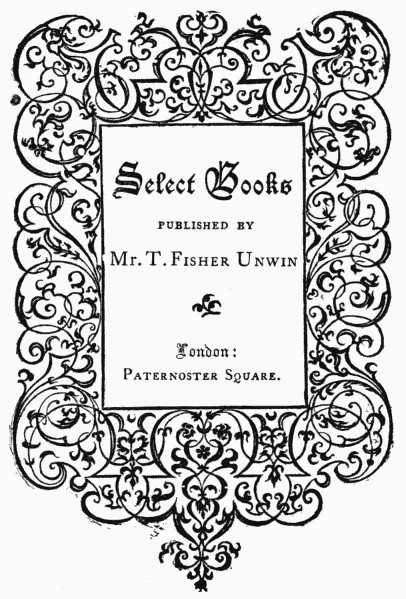 Select Books
PUBLISHED BY
Mr. T. FISHER UNWIN
London:
PATERNOSTER SQUARE.